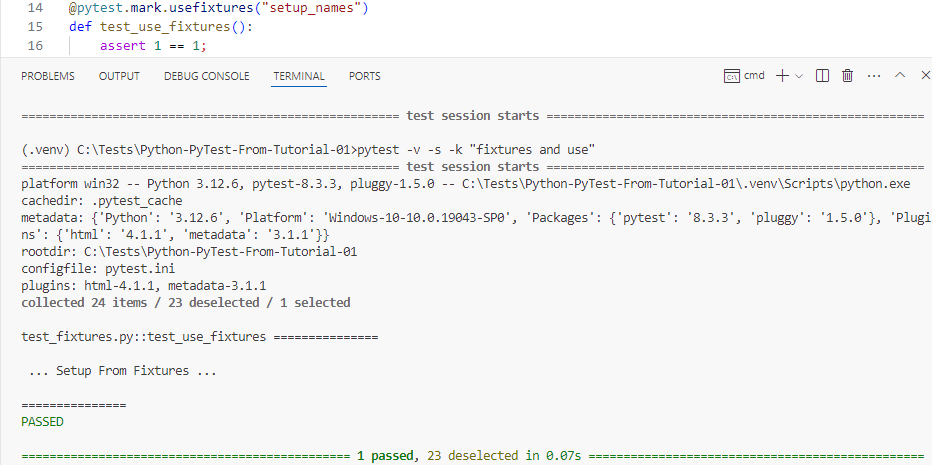 14 @pytest.mark.usefixtures("setup_names")
15 def test_use_fixtures():
16 assert 1 == 1;
PROBLEMS OUTPUT DEBUG CONSOLE TERMINAL PORTS cmd
====================================================== test session starts ======================================================
(.venv) C:\Tests\Python-PyTest-From-Tutorial-01>pytest -v -s -k "fixtures and use"
====================================================== test session starts ======================================================
platform win32 -- Python 3.12.6, pytest-8.3.3, pluggy-1.5.0 -- C:\Tests\Python-PyTest-From-Tutorial-01\.venv\Scripts\python.exe
cachedir: .pytest_cache
metadata: {'Python': '3.12.6', 'Platform': 'Windows-10-10.0.19043-SP0', 'Packages': {'pytest': '8.3.3', 'pluggy': '1.5.0'}, 'Plugi
ns': {'html': '4.1.1', 'metadata': '3.1.1'}}
rootdir: C:\Tests\Python-PyTest-From-Tutorial-01
configfile: pytest.ini
plugins: html-4.1.1, metadata-3.1.1
collected 24 items / 23 deselected / 1 selected
test_fixtures.py::test_use_fixtures ===============
... Setup From Fixtures ...
===============
PASSED
=============================================== 1 passed, 23 deselected in 0.07s ================================================